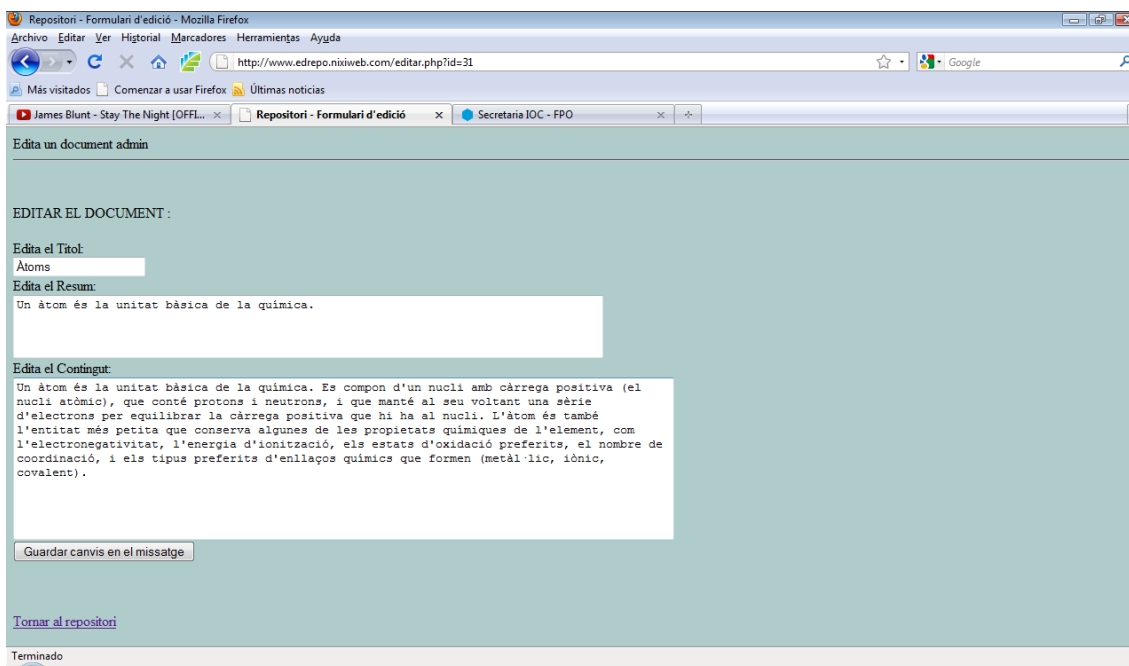 Repositori - Formulari d'edició - Mozilla Firefox
Archivo Editar Ver Historial Marcadores Herramientas Ayuda
http://www.edrepo.nixiweb.com/editar.php?id=31
Google
Más visitados Comenzar a usar Firefox Últimas noticias
James Blunt - Stay The Night [OFFI... Repositori - Formulari d'edició Secretaria IOC - FPO
Edita un document admin
EDITAR EL DOCUMENT :
Edita el Titol:
Àtoms
Edita el Resum:
Un àtom és la unitat bàsica de la química.
Edita el Contingut:
Un àtom és la unitat bàsica de la química. Es compon d'un nucli amb càrrega positiva (el
nucli atòmic), que conté protons i neutrons, i que manté al seu voltant una sèrie
d'electrons per equilibrar la càrrega positiva que hi ha al nucli. L'àtom és també
l'entitat més petita que conserva algunes de les propietats químiques de l'element, com
l'electronegativitat, l'energia d'ionització, els estats d'oxidació preferits, el nombre de
coordinació, i els tipus preferits d'enllaços químics que formen (metàl·lic, iònic,
covalent).
Guardar canvis en el missatge
Tornar al repositori
Terminado